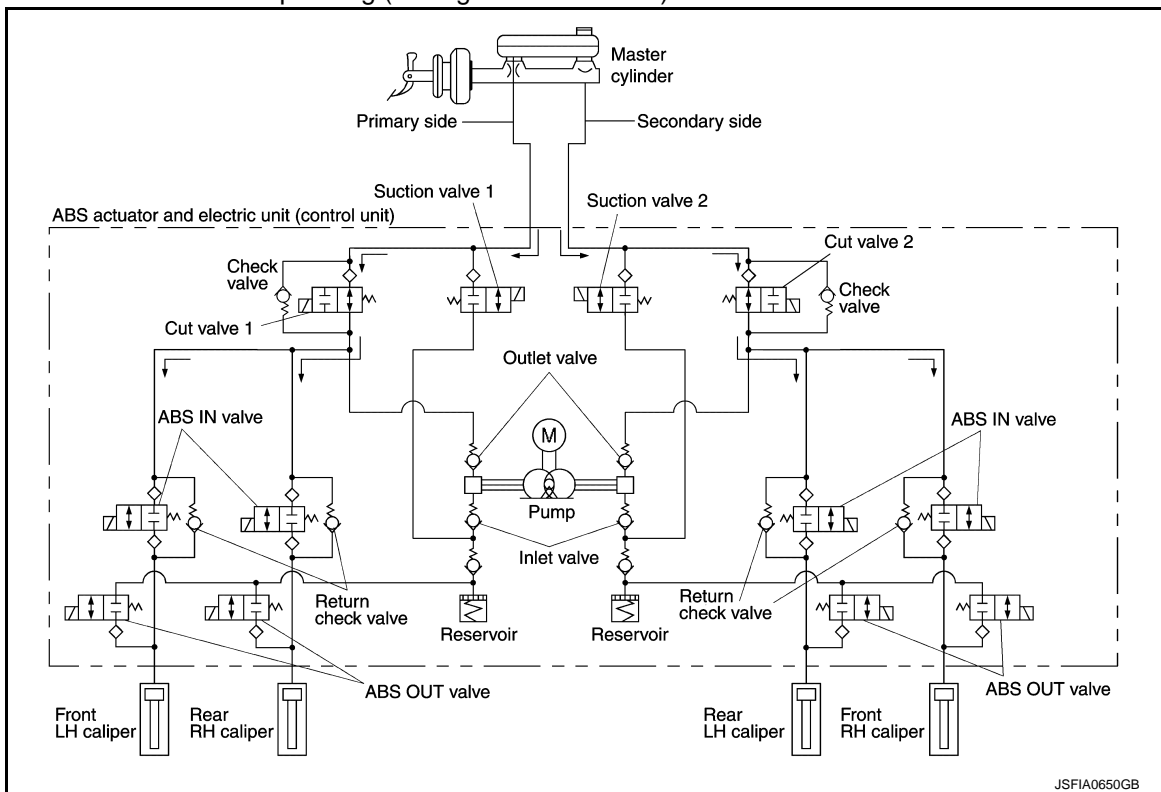 Master
cylinder
Primary side
Secondary side
Suction valve 1
Suction valve 2
ABS actuator and electric unit (control unit)
Cut valve 2
Check
valve
Check
valve
Cut valve 1
Outlet valve
ABS IN valve
ABS IN valve
M
Pump
Inlet valve
Return
check valve
Return
check valve
Reservoir
Reservoir
ABS OUT valve
ABS OUT valve
Front
LH caliper
Rear
RH caliper
Rear
LH caliper
Front
RH caliper
JSFIA0650GB